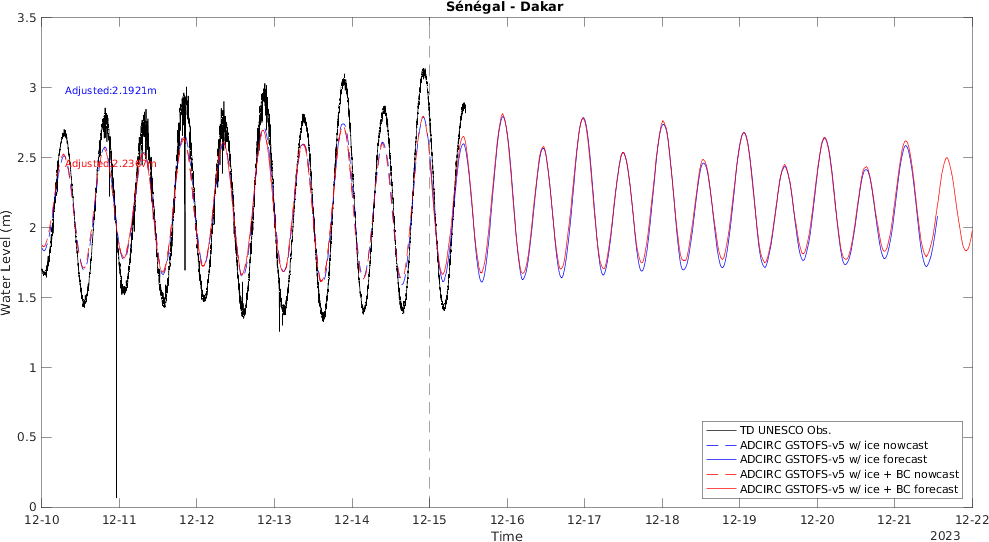 Sénégal - Dakar
3.5
3
2.5
2
1.5
1
0.5
0
Water Level (m)
Adjusted:2.1921m
TD UNESCO Obs.
ADCIRC GSTOFS-v5 w/ ice nowcast
ADCIRC GSTOFS-v5 w/ ice forecast
ADCIRC GSTOFS-v5 w/ ice + BC nowcast
ADCIRC GSTOFS-v5 w/ ice + BC forecast
12-10 12-11 12-12 12-13 12-14 12-15 12-16 12-17 12-18 12-19 12-20 12-21 12-22
Time
2023